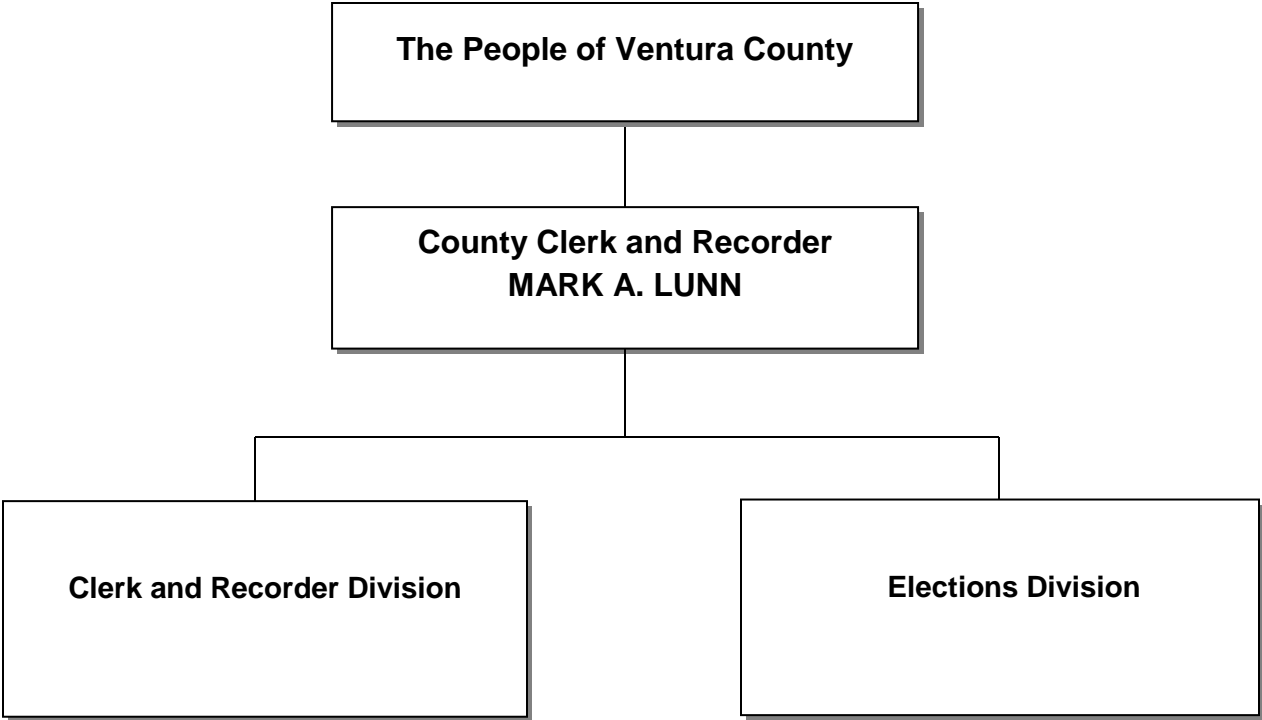 The People of Ventura County
County Clerk and Recorder
MARK A. LUNN
Clerk and Recorder Division
Elections Division